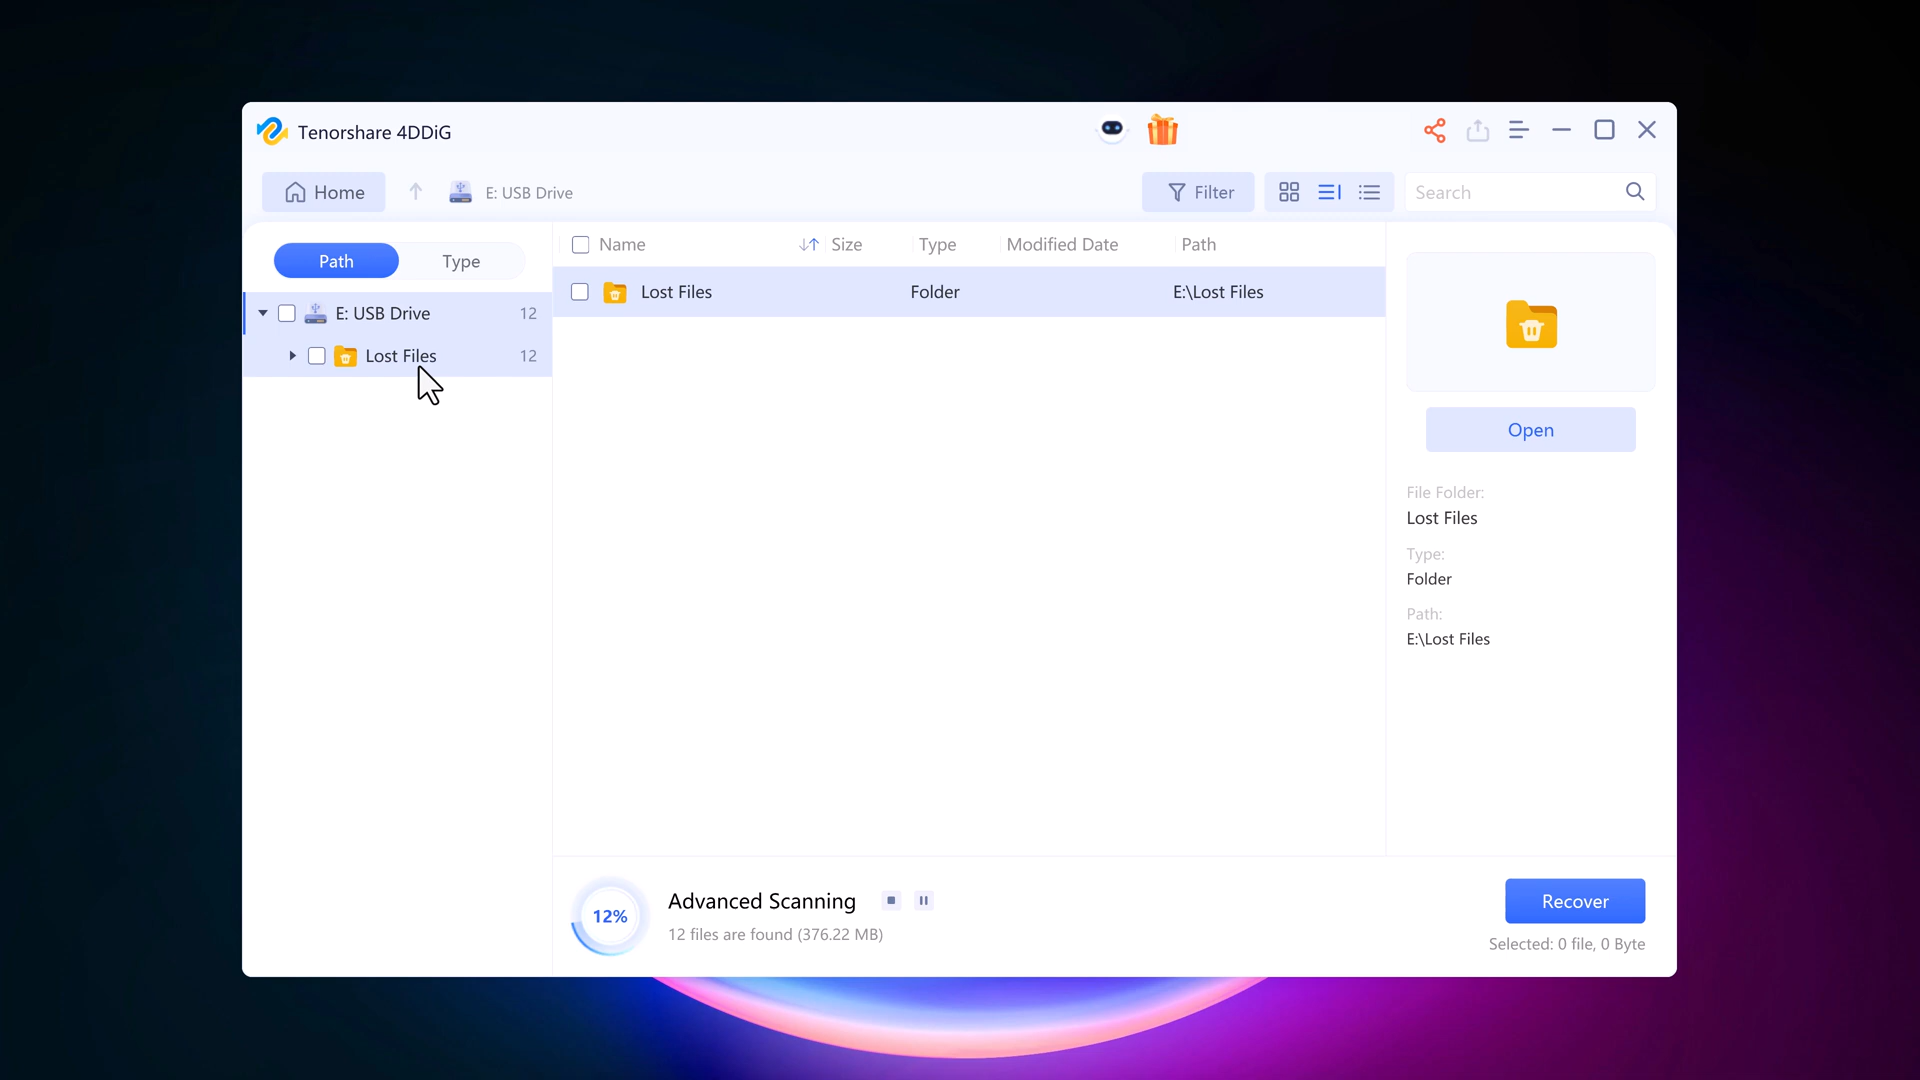 Tenorshare 4DDiG
Home
E: USB Drive
Filter
Search
Path
Type
E: USB Drive 12
Lost Files 12
Name Size Type Modified Date Path
Lost Files Folder E:\Lost Files
Open
File Folder:
Lost Files
Type:
Folder
Path:
E:\Lost Files
12%
Advanced Scanning
12 files are found (376.22 MB)
Recover
Selected: 0 file, 0 Byte